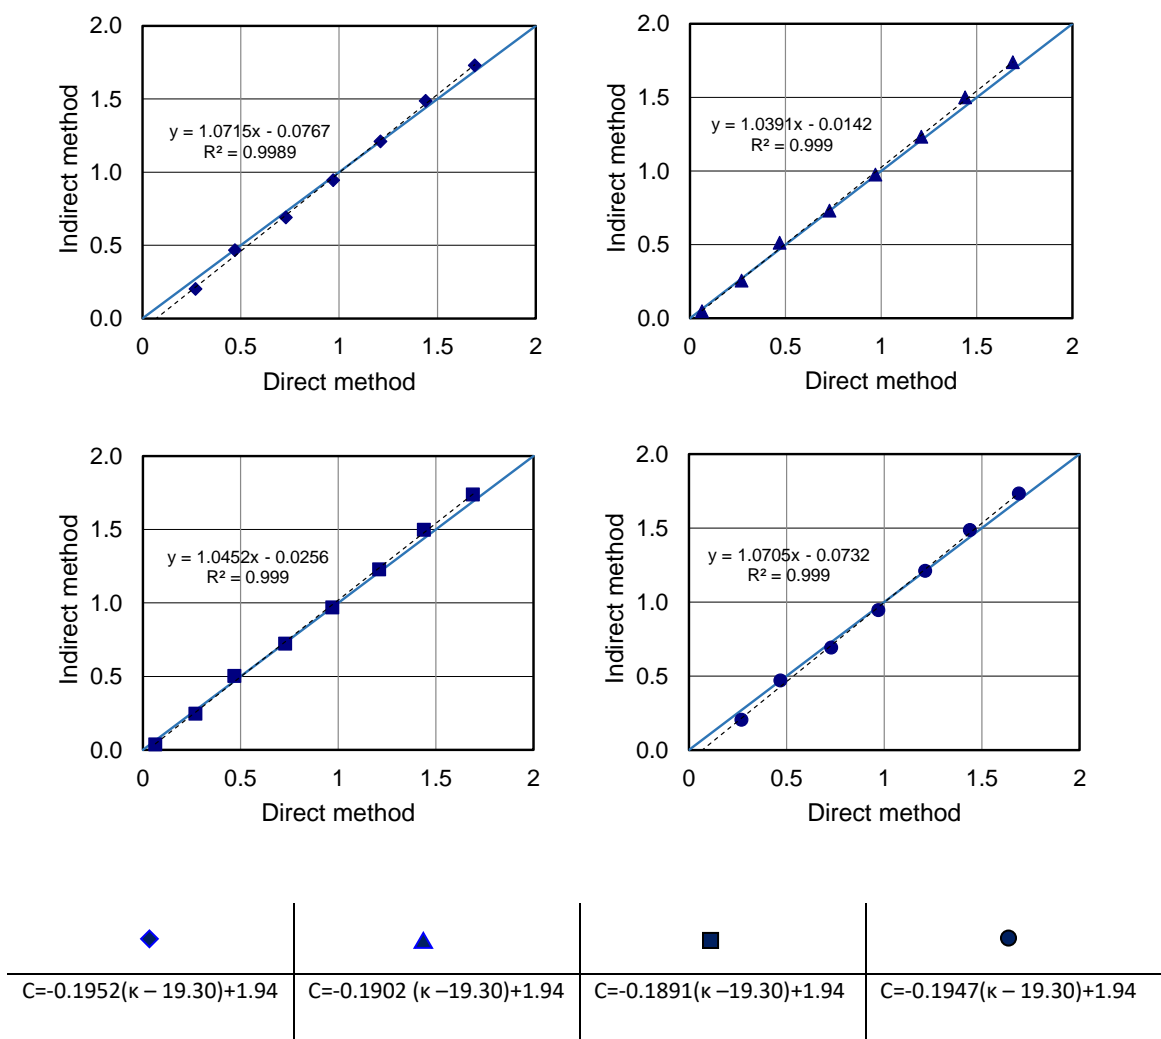 2.0
1.5
1.0
0.5
0.0
Indirect method
y = 1.0715x - 0.0767
R² = 0.9989
0 0.5 1 1.5 2
Direct method
2.0
1.5
1.0
0.5
0.0
Indirect method
y = 1.0391x - 0.0142
R² = 0.999
0 0.5 1 1.5 2
Direct method
2.0
1.5
1.0
0.5
0.0
Indirect method
y = 1.0452x - 0.0256
R² = 0.999
0 0.5 1 1.5 2
Direct method
2.0
1.5
1.0
0.5
0.0
Indirect method
y = 1.0705x - 0.0732
R² = 0.999
0 0.5 1 1.5 2
Direct method
C=-0.1952(κ – 19.30)+1.94
C=-0.1902 (κ –19.30)+1.94
C=-0.1891(κ –19.30)+1.94
C=-0.1947(κ – 19.30)+1.94